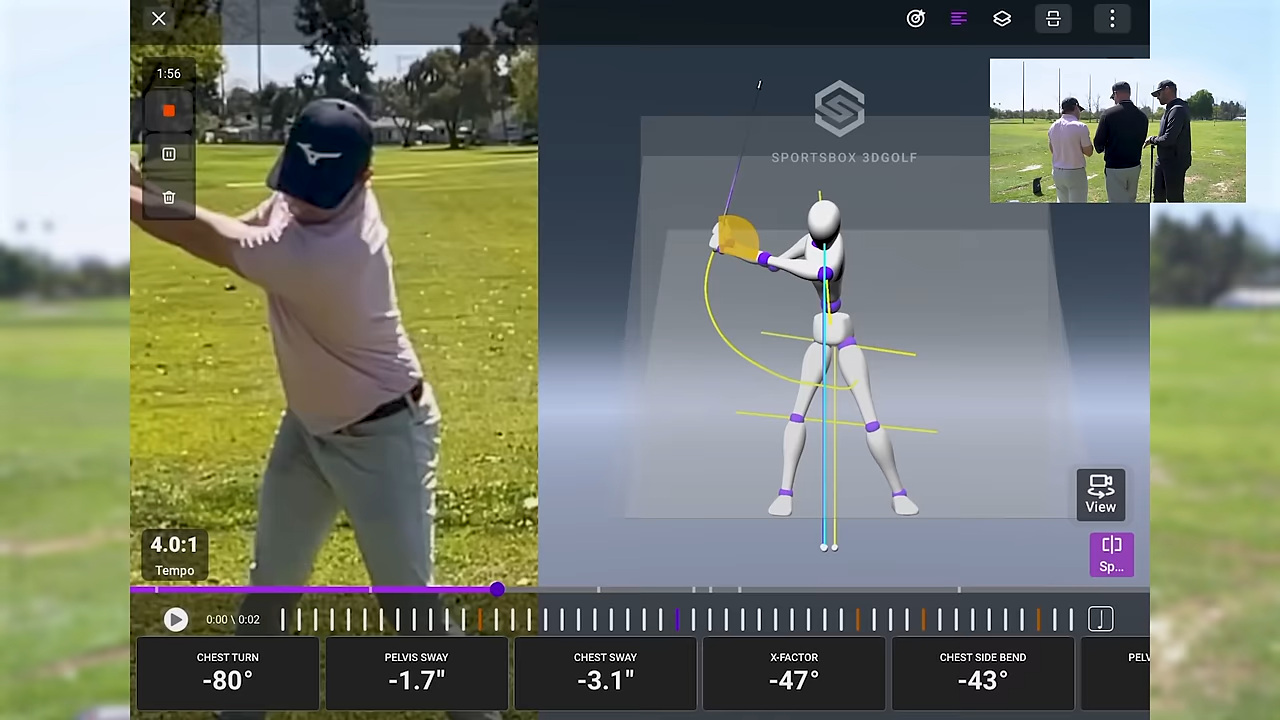 1:56
SPORTSBOX 3DGOLF
View
Sp...
4.0:1
Tempo
0:00 \ 0:02
CHEST TURN
-80°
PELVIS SWAY
-1.7"
CHEST SWAY
-3.1"
X-FACTOR
-47°
CHEST SIDE BEND
-43°
PELV